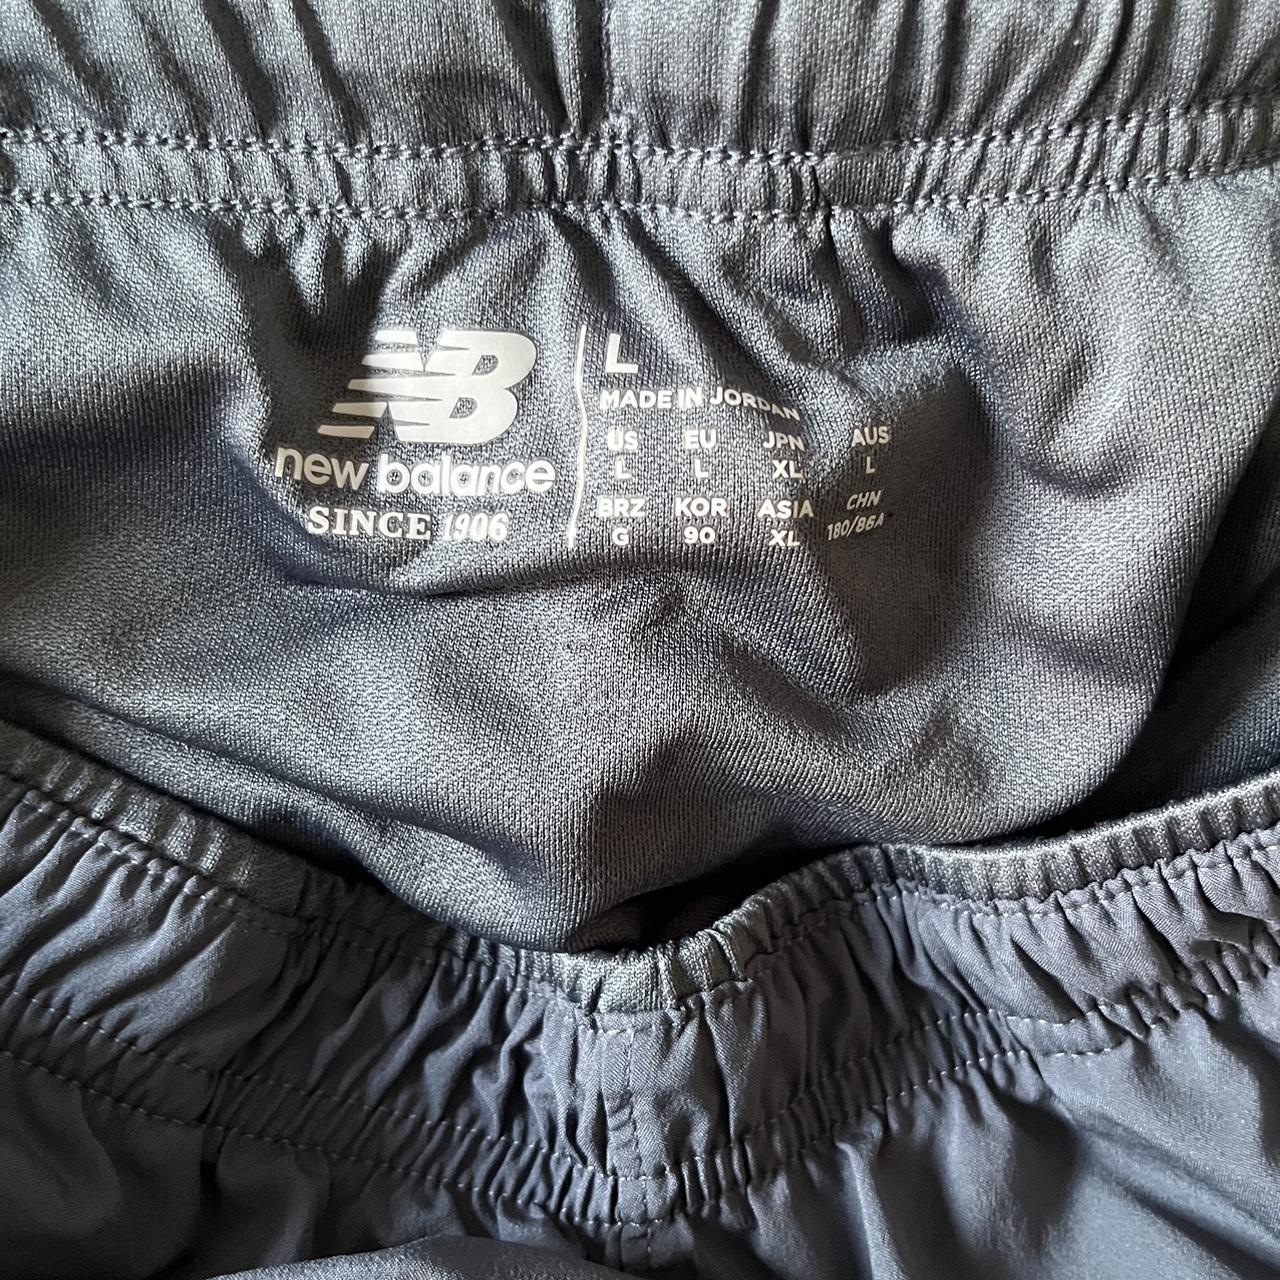 NB
new balance
SINCE 1906
L
MADE IN JORDAN
US EU JPN AUS
L L XL L
BRZ KOR ASIA CHN
G 90 XL 180/86A